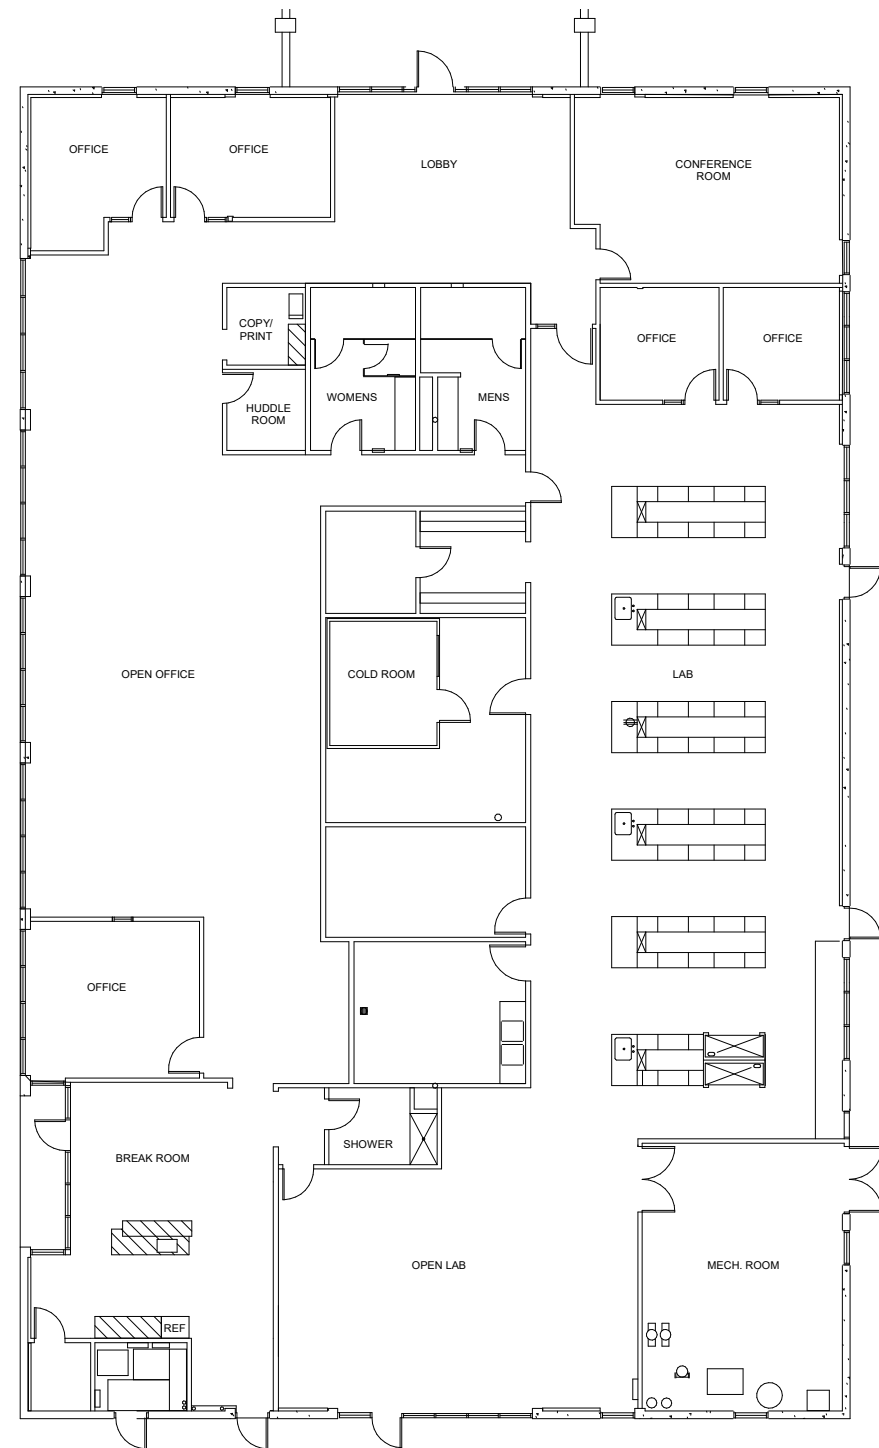 OFFICE
OFFICE
LOBBY
CONFERENCE
ROOM
COPY/
PRINT
OFFICE
OFFICE
HUDDLE
ROOM
WOMENS
MENS
OPEN OFFICE
COLD ROOM
LAB
OFFICE
SHOWER
BREAK ROOM
OPEN LAB
MECH. ROOM
REF